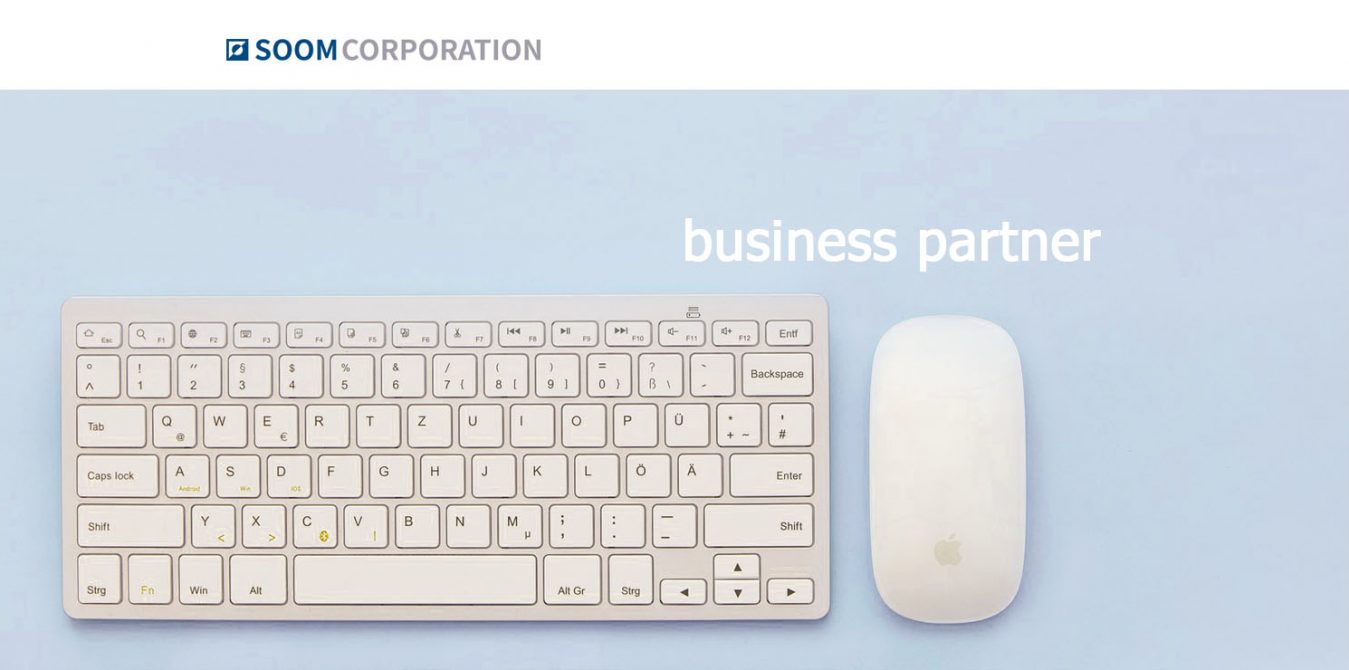 SOOM CORPORATION
business partner
Esc F1 F2 F3 F4 F5 F6 F7 F8 F9 F10 F11 F12 Entf
° ! " § $ % & / ( ) = ? `
^ 1 2 3 4 5 6 7 { 8 [ 9 ] 0 } ß \ ´ Backspace
Tab Q @ W E € R T Z U I O P Ü * + ~ ' #
Caps lock A S D F G H J K L Ö Ä Enter
Android Win iOS
Shift Y < X > C V | B N M µ ; , : . — – Shift
Strg Fn Win Alt Alt Gr Strg